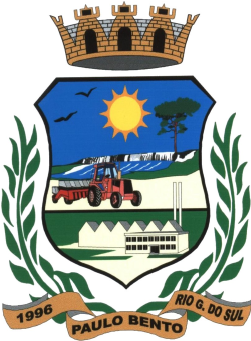 1996
PAULO BENTO
RIO G. DO SUL